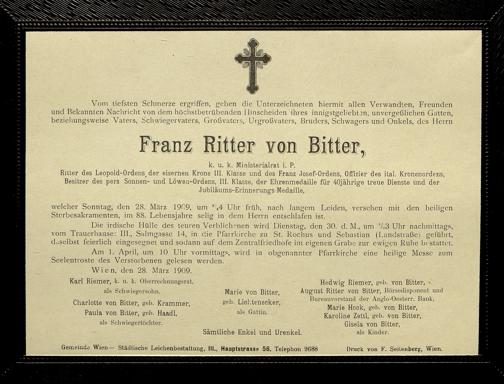 Vom tiefsten Schmerze ergriffen, geben die Unterzeichneten hiermit allen Verwandten, Freunden
und Bekannten Nachricht von dem höchstbetrübenden Hinscheiden ihres innigstgeliebten, unvergeßlichen Gatten,
beziehungsweise Vaters, Schwiegervaters, Großvaters, Urgroßvaters, Bruders, Schwagers und Onkels, des Herrn
Franz Ritter von Bitter,
k. u. k. Ministerialrat i. P.
Ritter des Leopold-Ordens, der eisernen Krone III. Klasse und des Franz Josef-Ordens, Offizier des ital. Kronenordens,
Besitzer des pers Sonnen- und Löwen-Ordens, III. Klasse, der Ehrenmedaille für 40jährige treue Dienste und der
Jubiläums-Erinnerungs-Medaille,
welcher Sonntag, den 28. März 1909, um 4 Uhr früh, nach langem Leiden, versehen mit den heiligen
Sterbesakramenten, im 88. Lebensjahre selig in dem Herrn entschlafen ist.
Die irdische Hülle des teuren Verblichenen wird Dienstag, den 30. d. M., um 3 Uhr nachmittags,
vom Trauerhause: III., Salmgasse 14, in die Pfarrkirche zu St. Rochus und Sebastian (Landstraße) geführt,
daselbst feierlich eingesegnet und sodann auf dem Zentralfriedhofe im eigenen Grabe zur ewigen Ruhe bestattet.
Am 1. April, um 10 Uhr vormittags, wird in obgenannter Pfarrkirche eine heilige Messe zum
Seelentroste des Verstorbenen gelesen werden.
Wien, den 28. März 1909.
Karl Riemer, k. u. k. Oberrechnungsrat,
als Schwiegersohn.
Charlotte von Bitter, geb. Krammer,
Paula von Bitter, geb. Haadl,
als Schwiegertöchter.
Marie von Bitter,
geb. Liechtenecker,
als Gattin.
Hedwig Riemer, geb. von Bitter,
August Ritter von Bitter, Börsedisponent und
Bureauvorstand der Anglo-Oesterr. Bank,
Marie Hock, geb. von Bitter,
Karoline Zettl, geb. von Bitter,
Gisela von Bitter,
als Kinder.
Sämtliche Enkel und Urenkel.
Gemeinde Wien— Städtische Leichenbestattung, III., Hauptstrasse 56, Telephon 2688
Druck von F. Seitenberg, Wien.